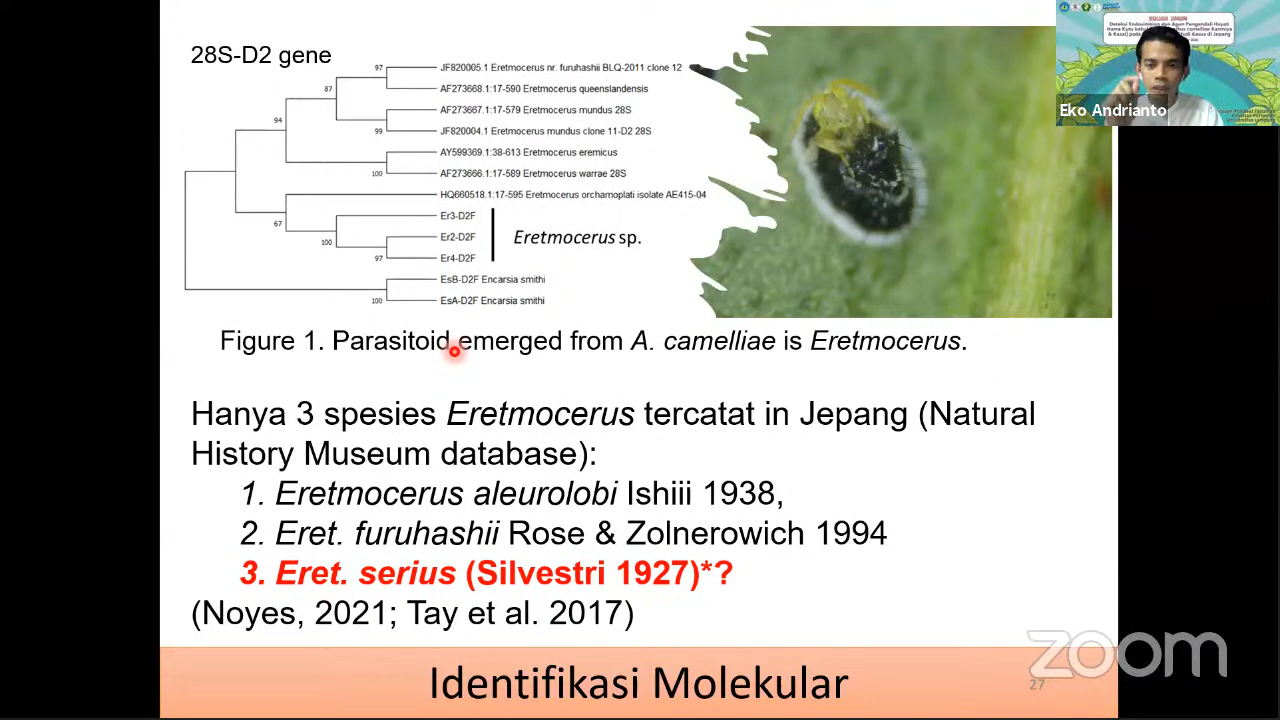 28S-D2 gene
97
JF820005.1 Eretmocerus nr. furuhashii BLQ-2011 clone 12
87
AF273668.1:17-590 Eretmocerus queenslandensis
94
AF273667.1:17-579 Eretmocerus mundus 28S
99
JF820004.1 Eretmocerus mundus clone 11-D2 28S
AY599369.1:38-613 Eretmocerus eremicus
100
AF273666.1:17-589 Eretmocerus warrae 28S
HQ660518.1:17-595 Eretmocerus orchamoplati isolate AE415-04
67
Er3-D2F
100
Er2-D2F
Eretmocerus sp.
97
Er4-D2F
EsB-D2F Encarsia smithi
100
EsA-D2F Encarsia smithi
Figure 1. Parasitoid emerged from A. camelliae is Eretmocerus.
Hanya 3 spesies Eretmocerus tercatat in Jepang (Natural
History Museum database):
1. Eretmocerus aleurolobi Ishiii 1938,
2. Eret. furuhashii Rose & Zolnerowich 1994
3. Eret. serius (Silvestri 1927)*?
(Noyes, 2021; Tay et al. 2017)
Identifikasi Molekular
27
zoom
Eko Andrianto